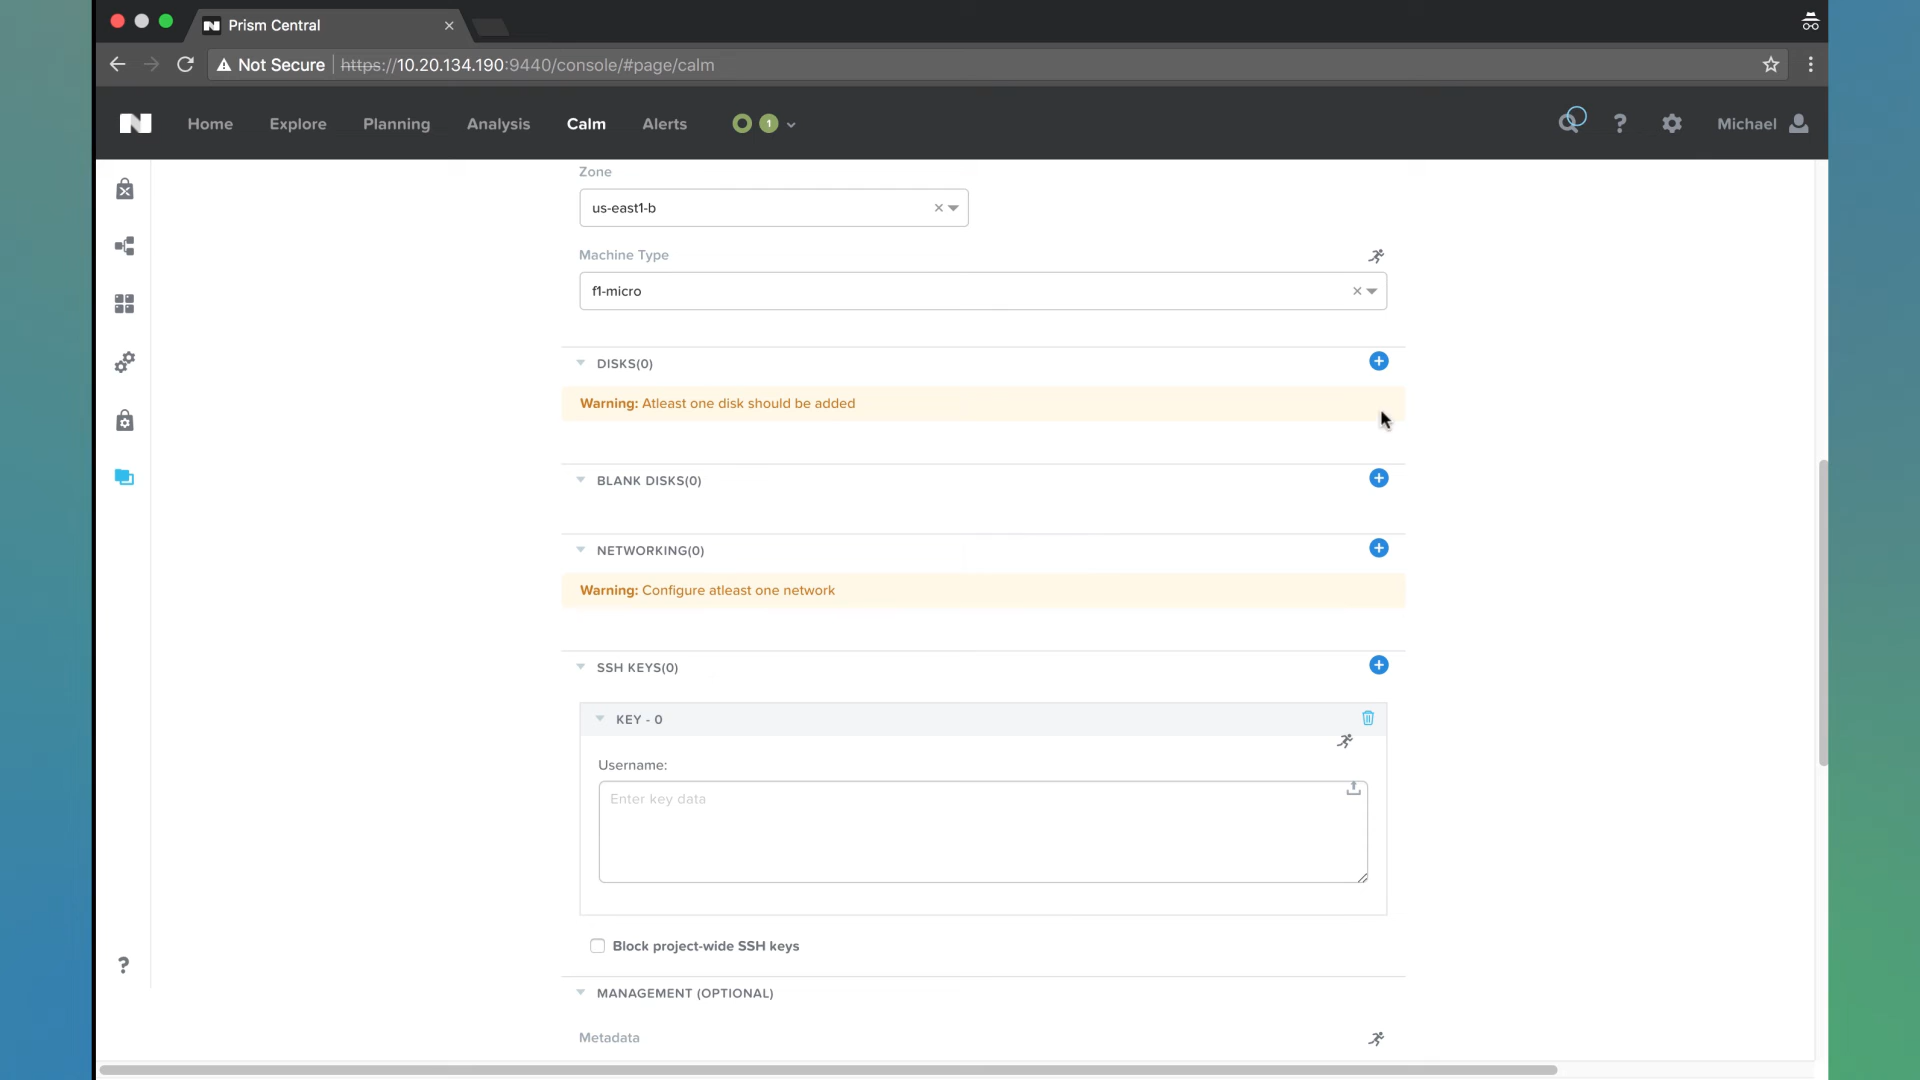 Prism Central
Not Secure https://10.20.134.190:9440/console/#page/calm
Home Explore Planning Analysis Calm Alerts 1 ? Michael
Zone
us-east1-b
Machine Type
f1-micro
DISKS(0)
Warning: Atleast one disk should be added
BLANK DISKS(0)
NETWORKING(0)
Warning: Configure atleast one network
SSH KEYS(0)
KEY - 0
Username:
Enter key data
Block project-wide SSH keys
?
MANAGEMENT (OPTIONAL)
Metadata